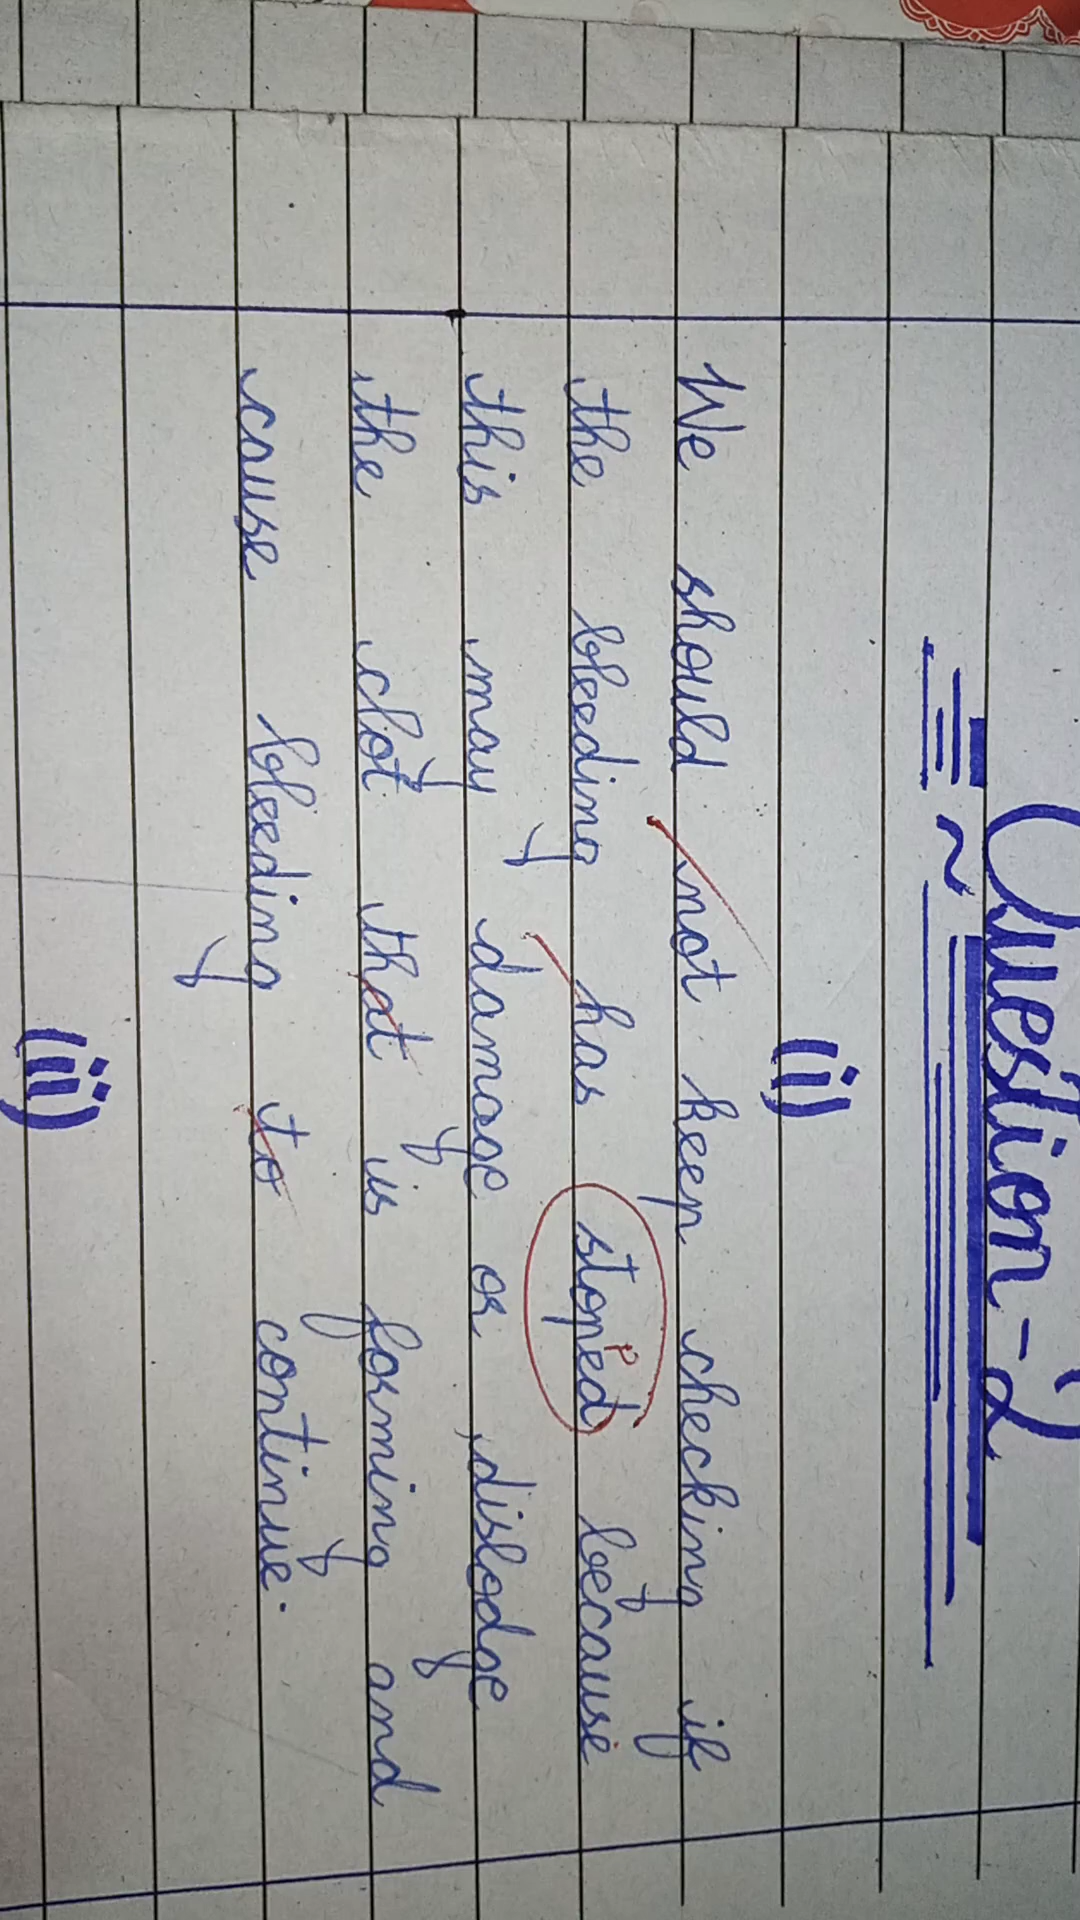 Question-2
(i)
We should not keep checking if
the bleeding has stoped because
this may damage or dislodge
the clot that is forming and
cause bleeding to continue.
(ii)